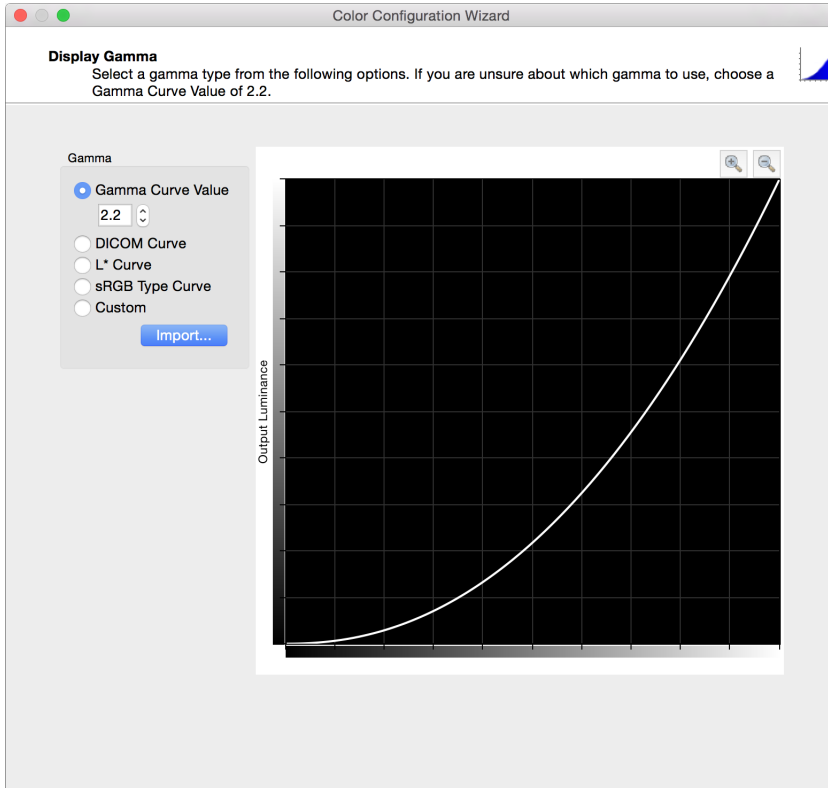 Color Configuration Wizard
Display Gamma
Select a gamma type from the following options. If you are unsure about which gamma to use, choose a
Gamma Curve Value of 2.2.
Gamma
Gamma Curve Value
2.2
DICOM Curve
L* Curve
sRGB Type Curve
Custom
Import...
Output Luminance